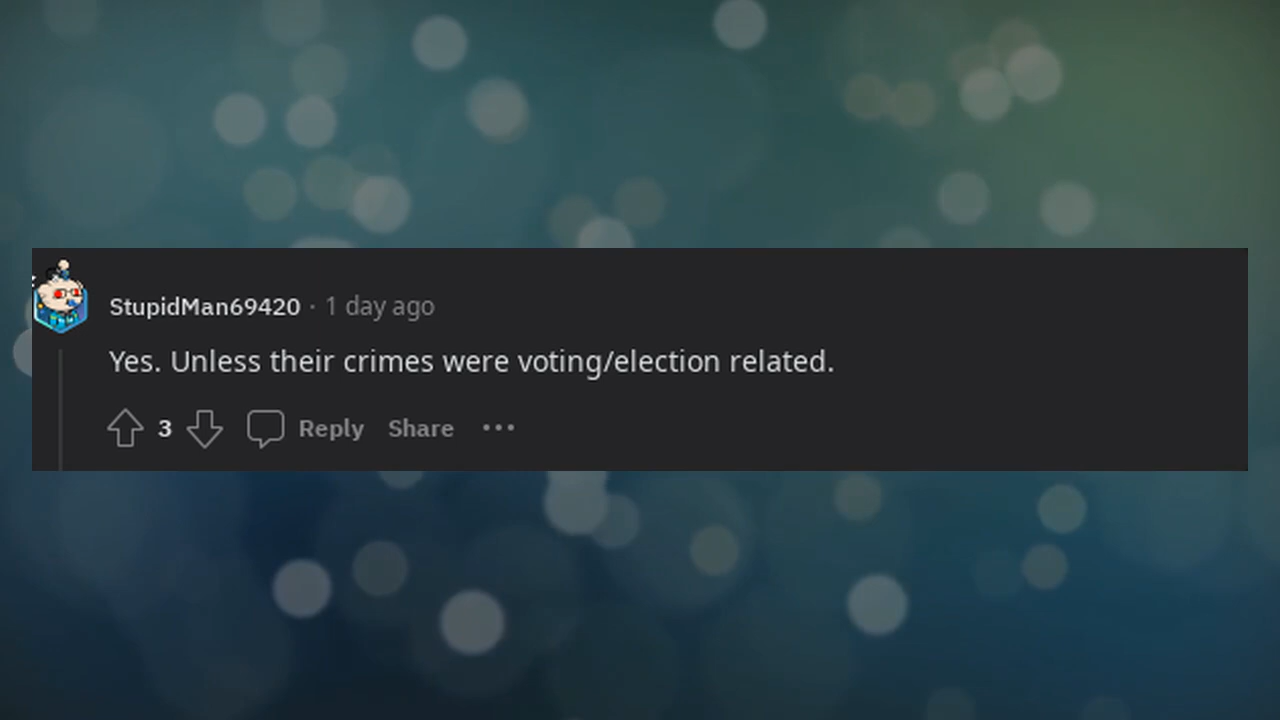 StupidMan69420 · 1 day ago
Yes. Unless their crimes were voting/election related.
3 Reply Share